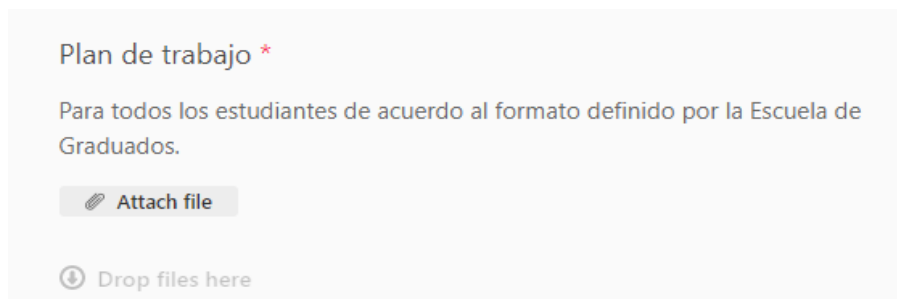 Plan de trabajo *
Para todos los estudiantes de acuerdo al formato definido por la Escuela de
Graduados.
Attach file
Drop files here